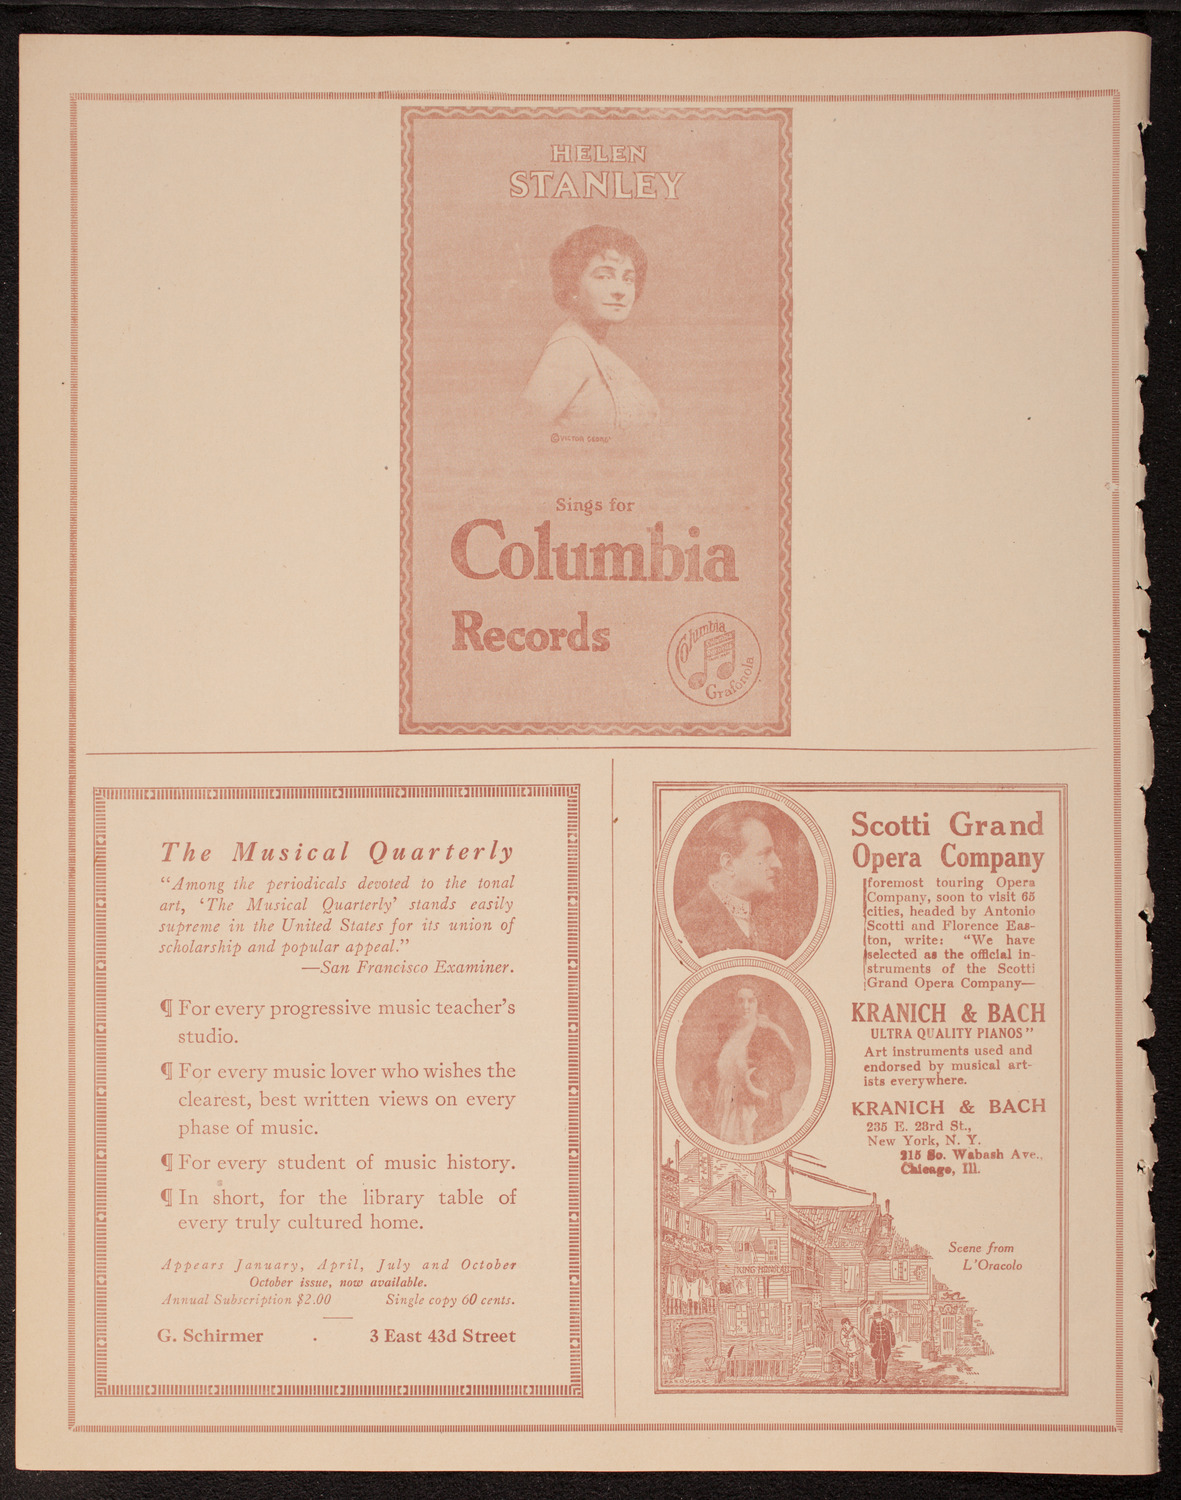 HELEN
STANLEY
Sings for
Columbia
Records
Columbia
Grafonola
The Musical Quarterly
“Among the periodicals devoted to the tonal
art, ‘The Musical Quarterly’ stands easily
supreme in the United States for its union of
scholarship and popular appeal.”
—San Francisco Examiner.
¶ For every progressive music teacher’s
studio.
¶ For every music lover who wishes the
clearest, best written views on every
phase of music.
¶ For every student of music history.
¶ In short, for the library table of
every truly cultured home.
Appears January, April, July and October
October issue, now available.
Annual Subscription $2.00 Single copy 60 cents.
G. Schirmer . 3 East 43d Street
Scotti Grand
Opera Company
foremost touring Opera
Company, soon to visit 65
cities, headed by Antonio
Scotti and Florence Eas-
ton, write: “We have
selected as the official in-
struments of the Scotti
Grand Opera Company—
KRANICH & BACH
ULTRA QUALITY PIANOS”
Art instruments used and
endorsed by musical art-
ists everywhere.
KRANICH & BACH
235 E. 23rd St.,
New York, N. Y.
215 So. Wabash Ave.,
Chicago, Ill.
Scene from
L’Oracolo